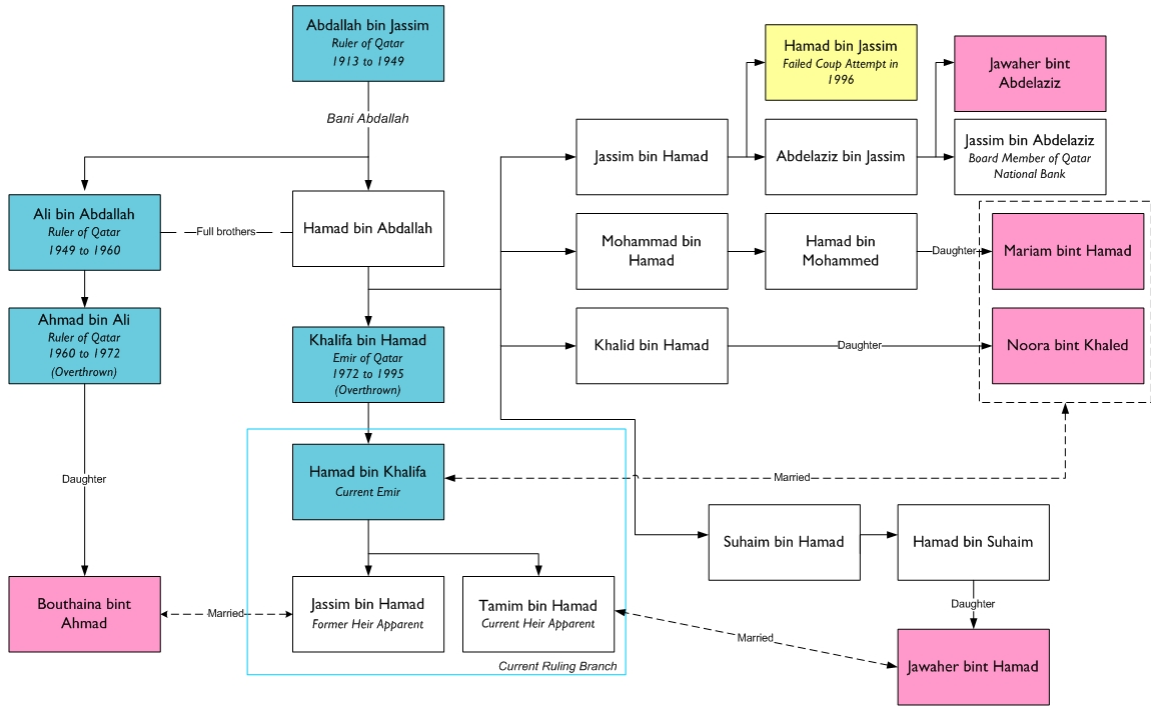 Abdallah bin Jassim
Ruler of Qatar
1913 to 1949
Bani Abdallah
Ali bin Abdallah
Ruler of Qatar
1949 to 1960
Full brothers
Hamad bin Abdallah
Ahmad bin Ali
Ruler of Qatar
1960 to 1972
(Overthrown)
Khalifa bin Hamad
Emir of Qatar
1972 to 1995
(Overthrown)
Hamad bin Jassim
Failed Coup Attempt in
1996
Jawaher bint
Abdelaziz
Jassim bin Hamad
Abdelaziz bin Jassim
Jassim bin Abdelaziz
Board Member of Qatar
National Bank
Mohammad bin
Hamad
Hamad bin
Mohammed
Daughter
Mariam bint Hamad
Khalid bin Hamad
Daughter
Noora bint Khaled
Hamad bin Khalifa
Current Emir
Married
Daughter
Suhaim bin Hamad
Hamad bin Suhaim
Daughter
Bouthaina bint
Ahmad
Married
Jassim bin Hamad
Former Heir Apparent
Tamim bin Hamad
Current Heir Apparent
Married
Jawaher bint Hamad
Current Ruling Branch